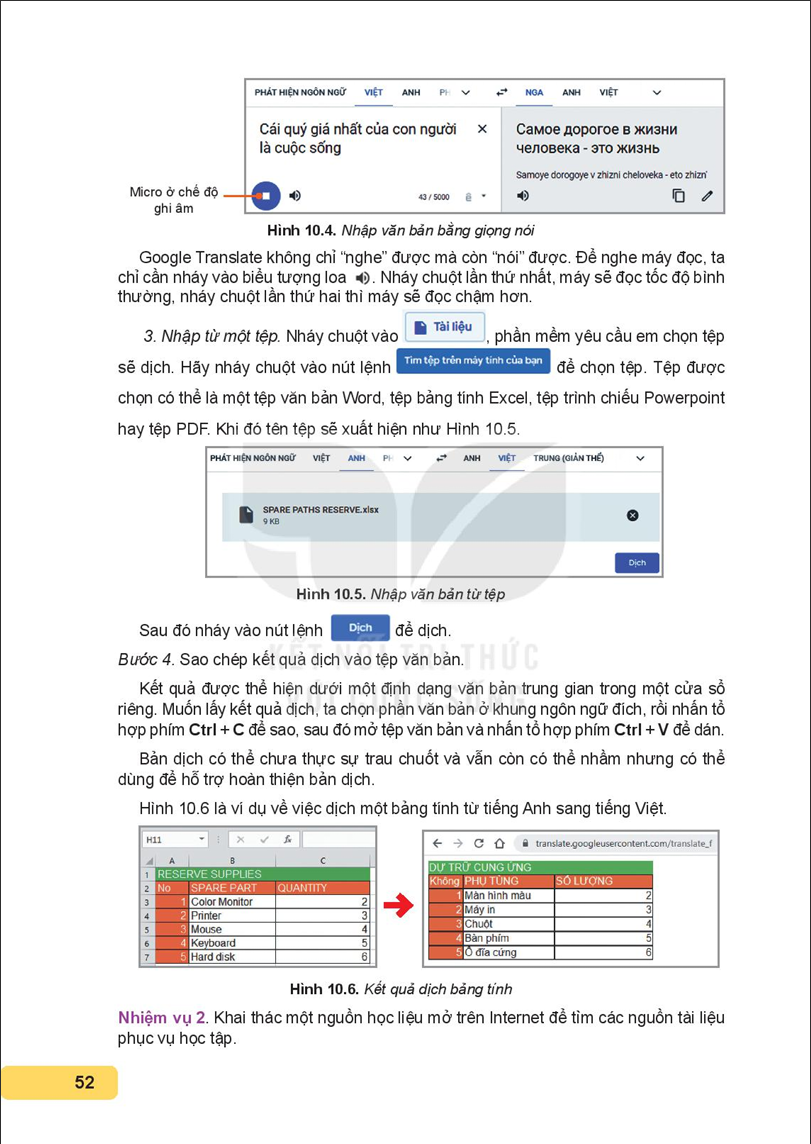 PHÁT HIỆN NGÔN NGỮ VIỆT ANH PH NGA ANH VIỆT
Cái quý giá nhất của con người
là cuộc sống
Самое дорогое в жизни
человека - это жизнь
Samoye dorogoye v zhizni cheloveka - eto zhizn'
43 / 5000
Micro ở chế độ
ghi âm
Hình 10.4. Nhập văn bản bằng giọng nói
Google Translate không chỉ “nghe” được mà còn “nói” được. Để nghe máy đọc, ta
chỉ cần nháy vào biểu tượng loa . Nháy chuột lần thứ nhất, máy sẽ đọc tốc độ bình
thường, nháy chuột lần thứ hai thì máy sẽ đọc chậm hơn.
3. Nhập từ một tệp. Nháy chuột vào Tài liệu, phần mềm yêu cầu em chọn tệp
sẽ dịch. Hãy nháy chuột vào nút lệnh Tìm tệp trên máy tính của bạn để chọn tệp. Tệp được
chọn có thể là một tệp văn bản Word, tệp bảng tính Excel, tệp trình chiếu Powerpoint
hay tệp PDF. Khi đó tên tệp sẽ xuất hiện như Hình 10.5.
PHÁT HIỆN NGÔN NGỮ VIỆT ANH PH ANH VIỆT TRUNG (GIẢN THỂ)
SPARE PATHS RESERVE.xlsx
9 KB
Dịch
Hình 10.5. Nhập văn bản từ tệp
Sau đó nháy vào nút lệnh Dịch để dịch.
KẾT NỐI TRI THỨC
VỚI CUỘC SỐNG
Bước 4. Sao chép kết quả dịch vào tệp văn bản.
Kết quả được thể hiện dưới một định dạng văn bản trung gian trong một cửa sổ
riêng. Muốn lấy kết quả dịch, ta chọn phần văn bản ở khung ngôn ngữ đích, rồi nhấn tổ
hợp phím Ctrl + C để sao, sau đó mở tệp văn bản và nhấn tổ hợp phím Ctrl + V để dán.
Bản dịch có thể chưa thực sự trau chuốt và vẫn còn có thể nhầm nhưng có thể
dùng để hỗ trợ hoàn thiện bản dịch.
Hình 10.6 là ví dụ về việc dịch một bảng tính từ tiếng Anh sang tiếng Việt.
H11 fx
A B C
1 RESERVE SUPPLIES
2 No SPARE PART QUANTITY
3 1 Color Monitor 2
4 2 Printer 3
5 3 Mouse 4
6 4 Keyboard 5
7 5 Hard disk 6
translate.googleusercontent.com/translate_f
DỰ TRỮ CUNG ỨNG
Không PHỤ TÙNG SỐ LƯỢNG
1 Màn hình màu 2
2 Máy in 3
3 Chuột 4
4 Bàn phím 5
5 Ổ đĩa cứng 6
Hình 10.6. Kết quả dịch bảng tính
Nhiệm vụ 2. Khai thác một nguồn học liệu mở trên Internet để tìm các nguồn tài liệu
phục vụ học tập.
52